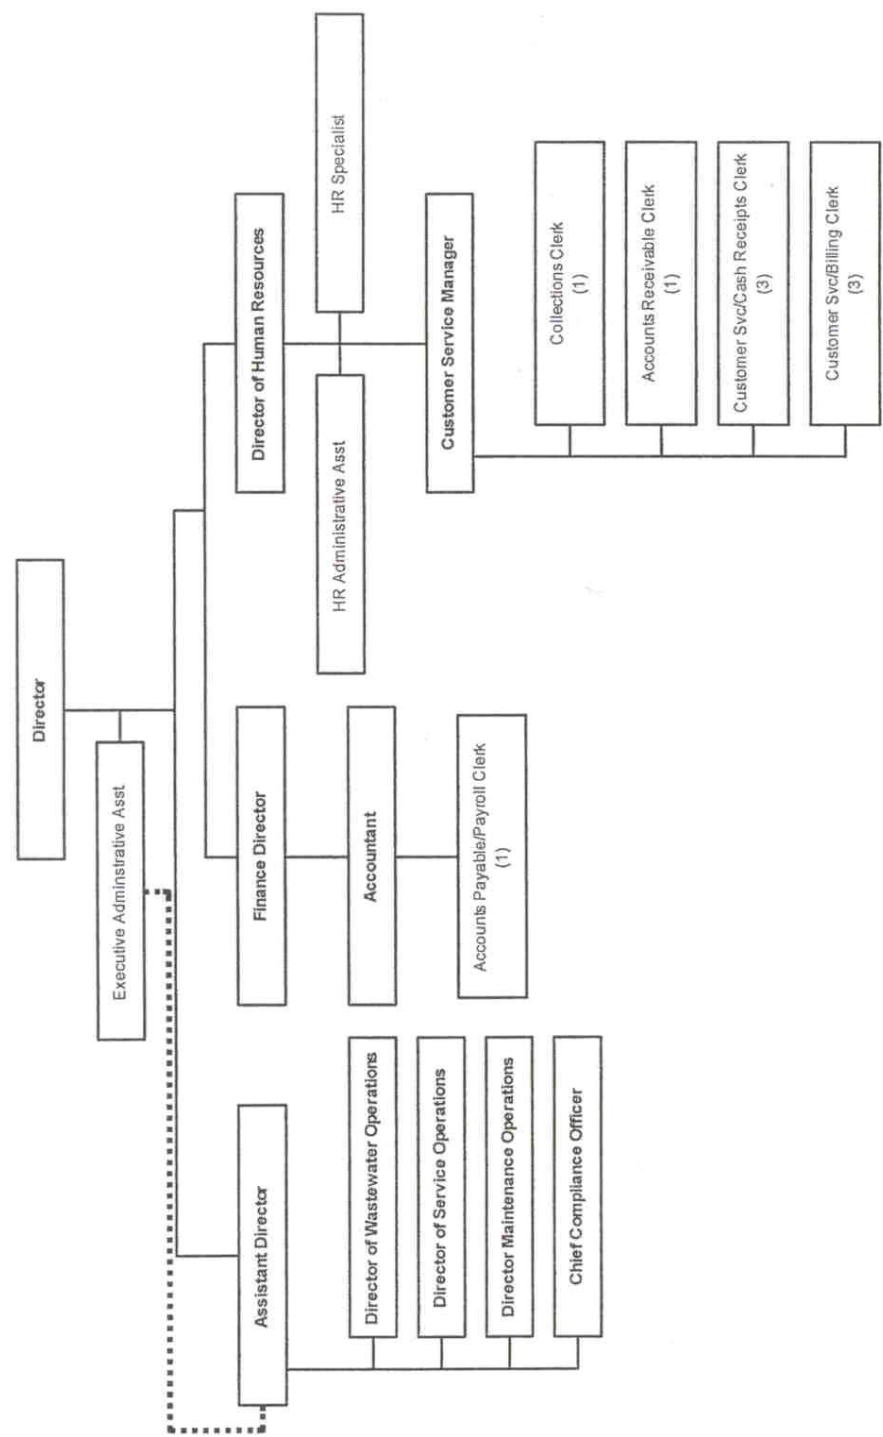 Director
Executive Adminstrative Asst
Assistant Director
Finance Director
Director of Human Resources
Director of Wastewater Operations
Director of Service Operations
Director Maintenance Operations
Chief Compliance Officer
Accountant
Accounts Payable/Payroll Clerk
(1)
HR Administrative Asst
HR Specialist
Customer Service Manager
Collections Clerk
(1)
Accounts Receivable Clerk
(1)
Customer Svc/Cash Receipts Clerk
(3)
Customer Svc/Billing Clerk
(3)